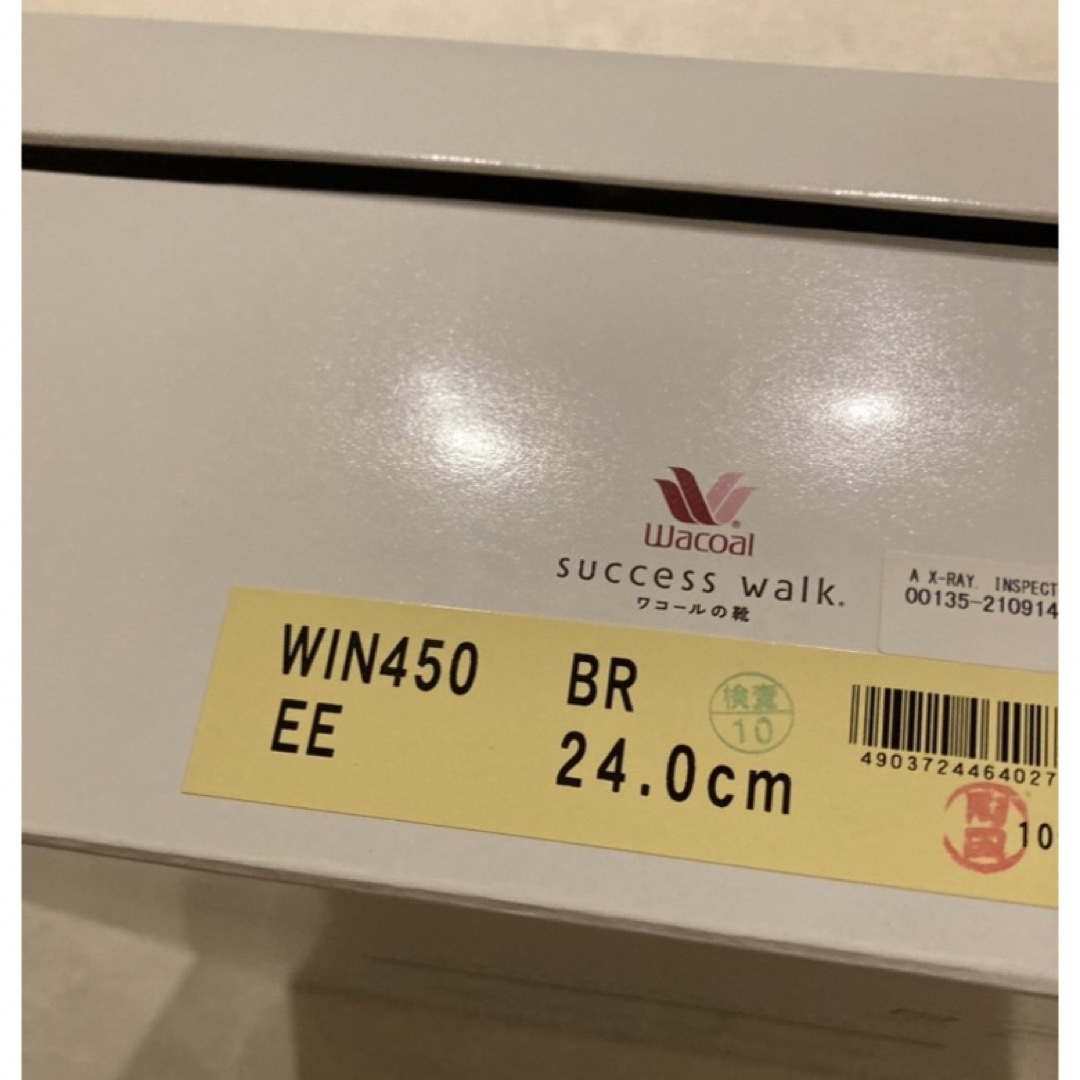 Wacoal
success walk.
ワコールの靴
A X-RAY. INSPECT
00135-210914
WIN450 BR
検査
10
EE 24.0cm
4903724464027
10